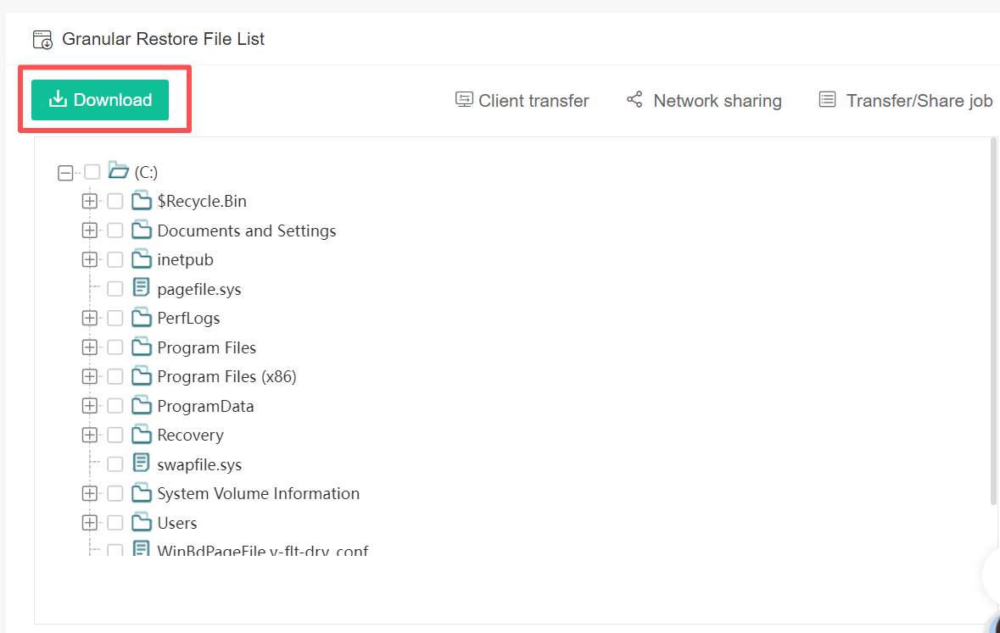 Granular Restore File List
Download
Client transfer
Network sharing
Transfer/Share job
(C:)
$Recycle.Bin
Documents and Settings
inetpub
pagefile.sys
PerfLogs
Program Files
Program Files (x86)
ProgramData
Recovery
swapfile.sys
System Volume Information
Users
WinBdPageFile.v-flt-drv_conf